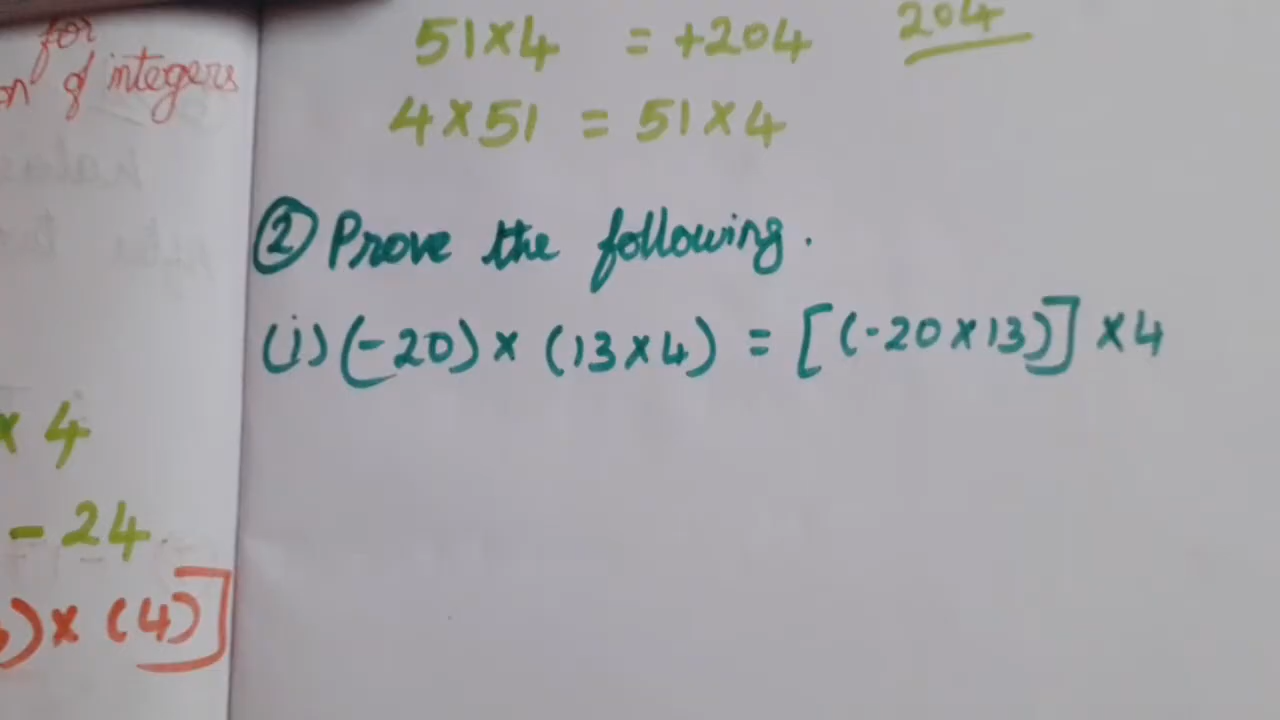 for
of integers
× 4
- 24
) × (4)]
51 × 4 = +204 204
4 × 51 = 51 × 4
② Prove the following.
(i) (-20) × (13 × 4) = [(-20 × 13)] × 4